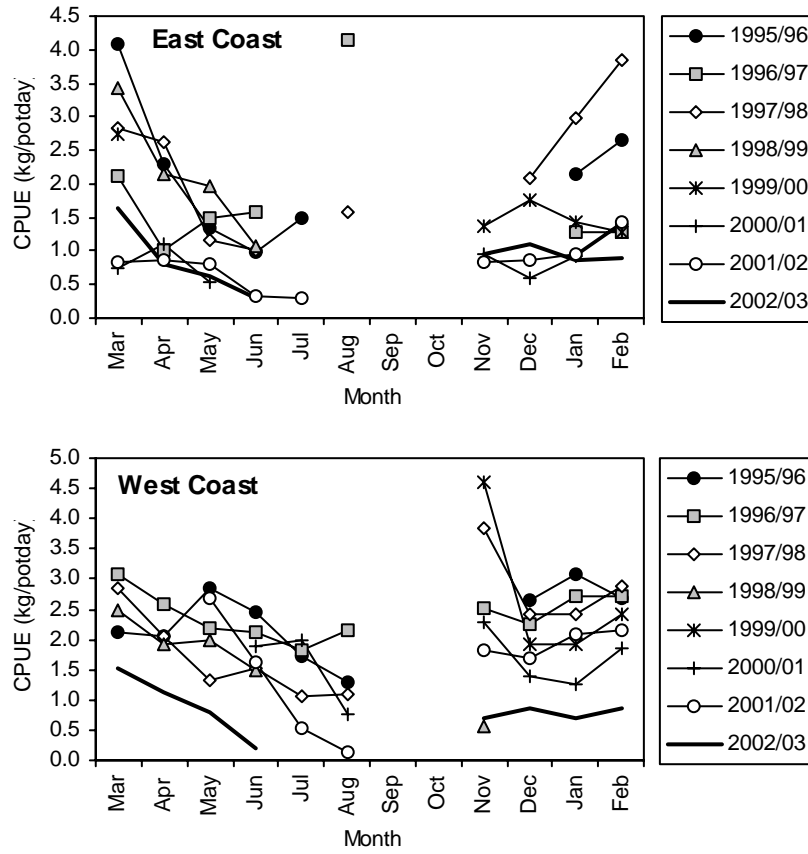 East Coast
CPUE (kg/potday)
4.5
4.0
3.5
3.0
2.5
2.0
1.5
1.0
0.5
0.0
Mar
Apr
May
Jun
Jul
Aug
Sep
Oct
Nov
Dec
Jan
Feb
Month
1995/96
1996/97
1997/98
1998/99
1999/00
2000/01
2001/02
2002/03
West Coast
CPUE (kg/potday)
5.0
4.5
4.0
3.5
3.0
2.5
2.0
1.5
1.0
0.5
0.0
Mar
Apr
May
Jun
Jul
Aug
Sep
Oct
Nov
Dec
Jan
Feb
Month
1995/96
1996/97
1997/98
1998/99
1999/00
2000/01
2001/02
2002/03